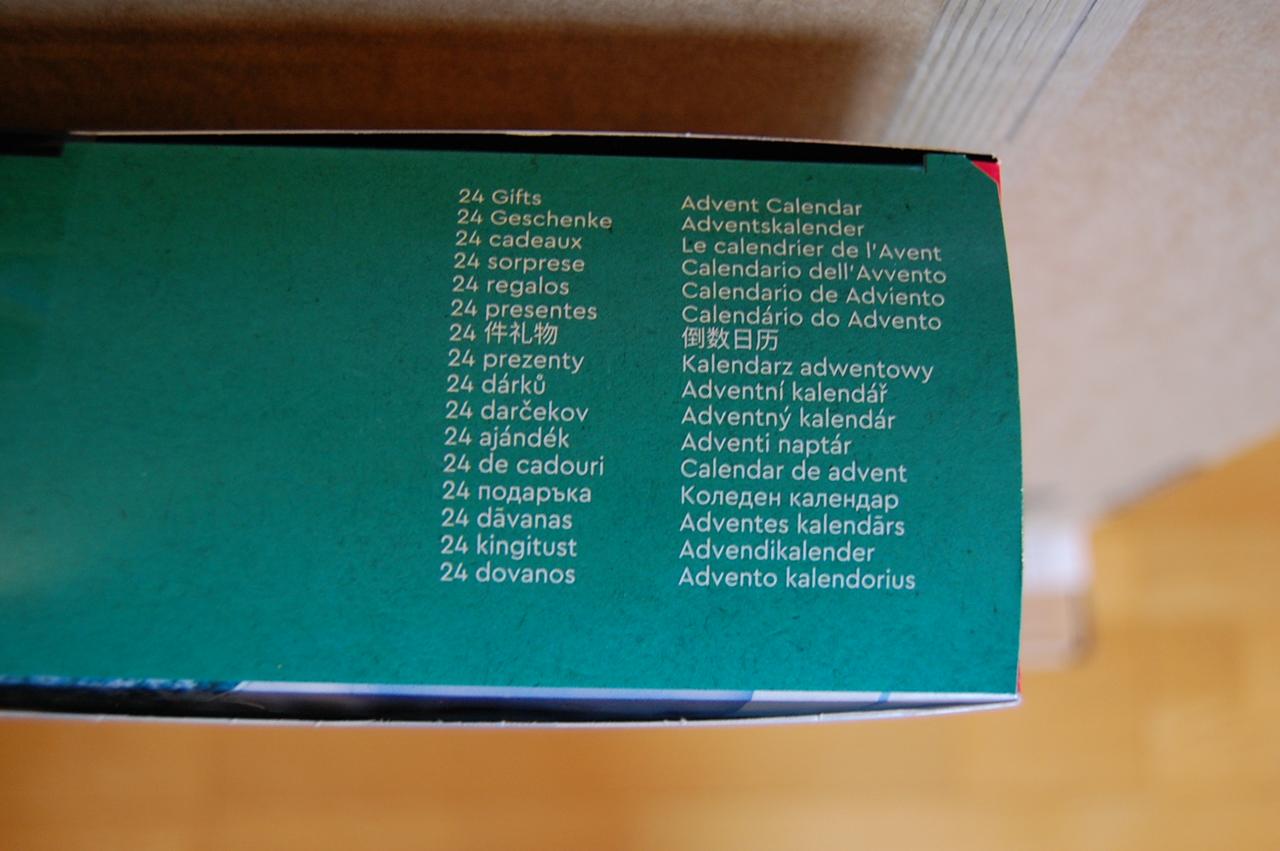 24 Gifts
24 Geschenke
24 cadeaux
24 sorprese
24 regalos
24 presentes
24 件礼物
24 prezenty
24 dárků
24 darčekov
24 ajándék
24 de cadouri
24 подаръка
24 dāvanas
24 kingitust
24 dovanos
Advent Calendar
Adventskalender
Le calendrier de l'Avent
Calendario dell'Avvento
Calendario de Adviento
Calendário do Advento
倒数日历
Kalendarz adwentowy
Adventní kalendář
Adventný kalendár
Adventi naptár
Calendar de advent
Коледен календар
Adventes kalendārs
Advendikalender
Advento kalendorius